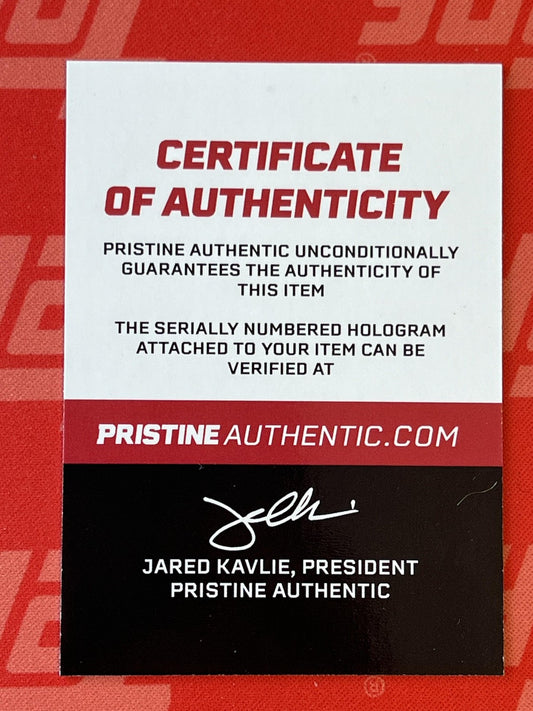 CERTIFICATE
OF AUTHENTICITY
PRISTINE AUTHENTIC UNCONDITIONALLY
GUARANTEES THE AUTHENTICITY OF
THIS ITEM
THE SERIALLY NUMBERED HOLOGRAM
ATTACHED TO YOUR ITEM CAN BE
VERIFIED AT
PRISTINEAUTHENTIC.COM
JARED KAVLIE, PRESIDENT
PRISTINE AUTHENTIC